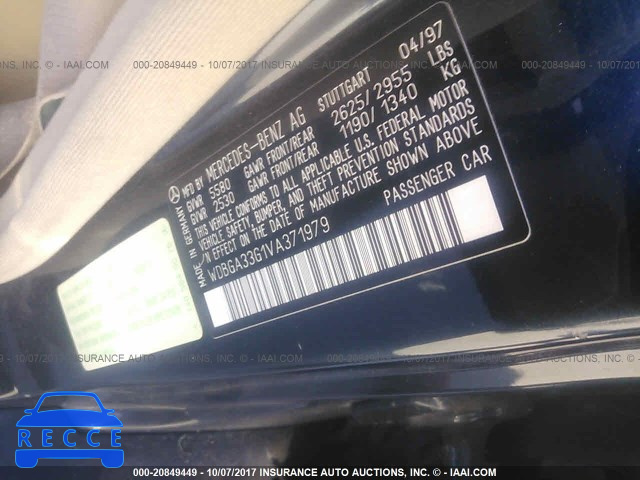 000-20849449 - 10/07/2017 INSURANCE AUTO AUCTIONS, INC. - © IAAI.COM
MFD BY MERCEDES-BENZ AG STUTTGART 04/97
GVWR 5580 GAWR FRONT/REAR 2625/2955 LBS
GVWR 2530 GAWR FRONT/REAR 1190/1340 KG
THIS VEHICLE CONFORMS TO ALL APPLICABLE U.S. FEDERAL MOTOR
VEHICLE SAFETY, BUMPER, AND THEFT PREVENTION STANDARDS
IN EFFECT ON THE DATE OF MANUFACTURE SHOWN ABOVE
MADE IN GERMANY
WDBGA33G1VA371979 PASSENGER CAR
RECCE
000-20849449 - 10/07/2017 INSURANCE AUTO AUCTIONS, INC. - © IAAI.COM